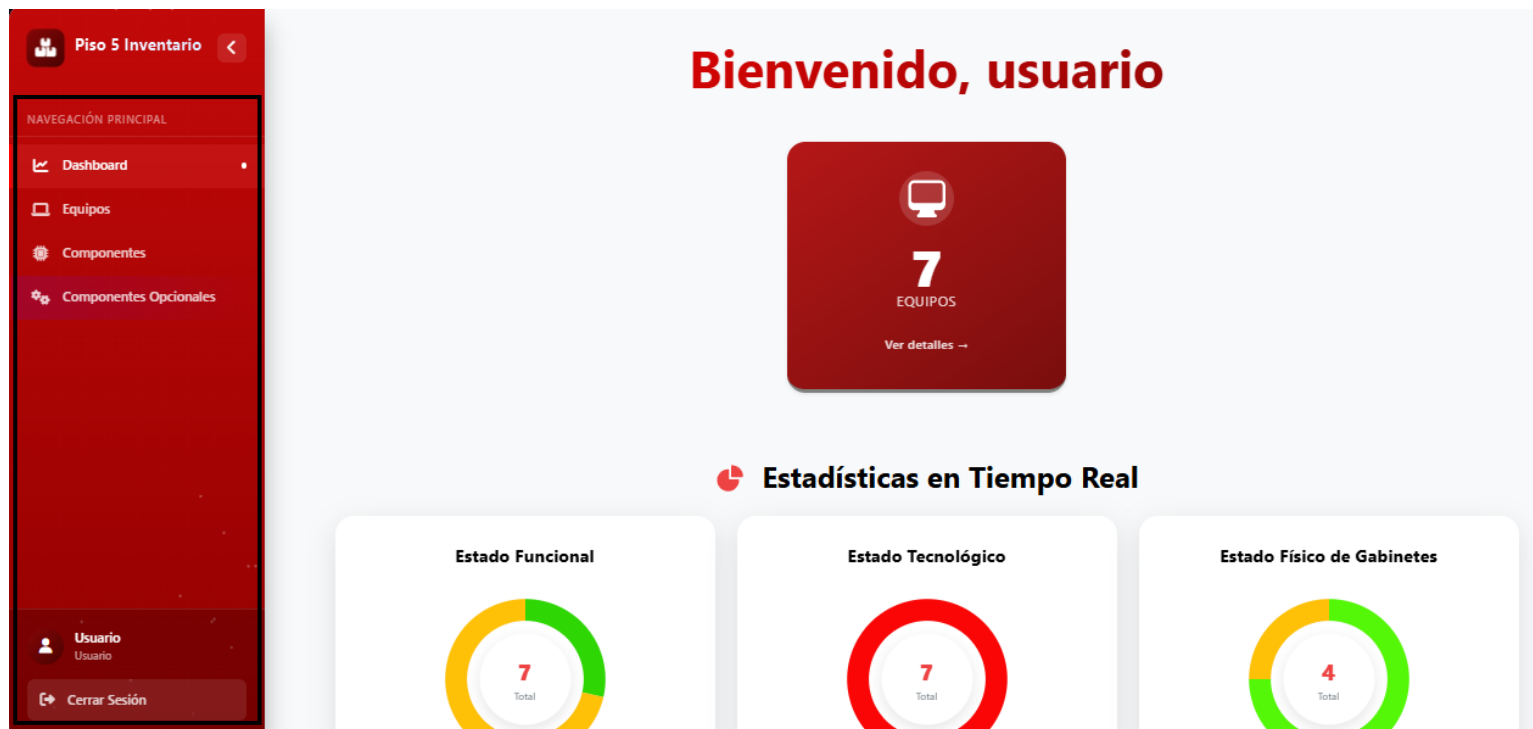 Piso 5 Inventario
NAVEGACIÓN PRINCIPAL
Dashboard
Equipos
Componentes
Componentes Opcionales
Usuario
Usuario
Cerrar Sesión
Bienvenido, usuario
7
EQUIPOS
Ver detalles →
Estadísticas en Tiempo Real
Estado Funcional
7
Total
Estado Tecnológico
7
Total
Estado Físico de Gabinetes
4
Total